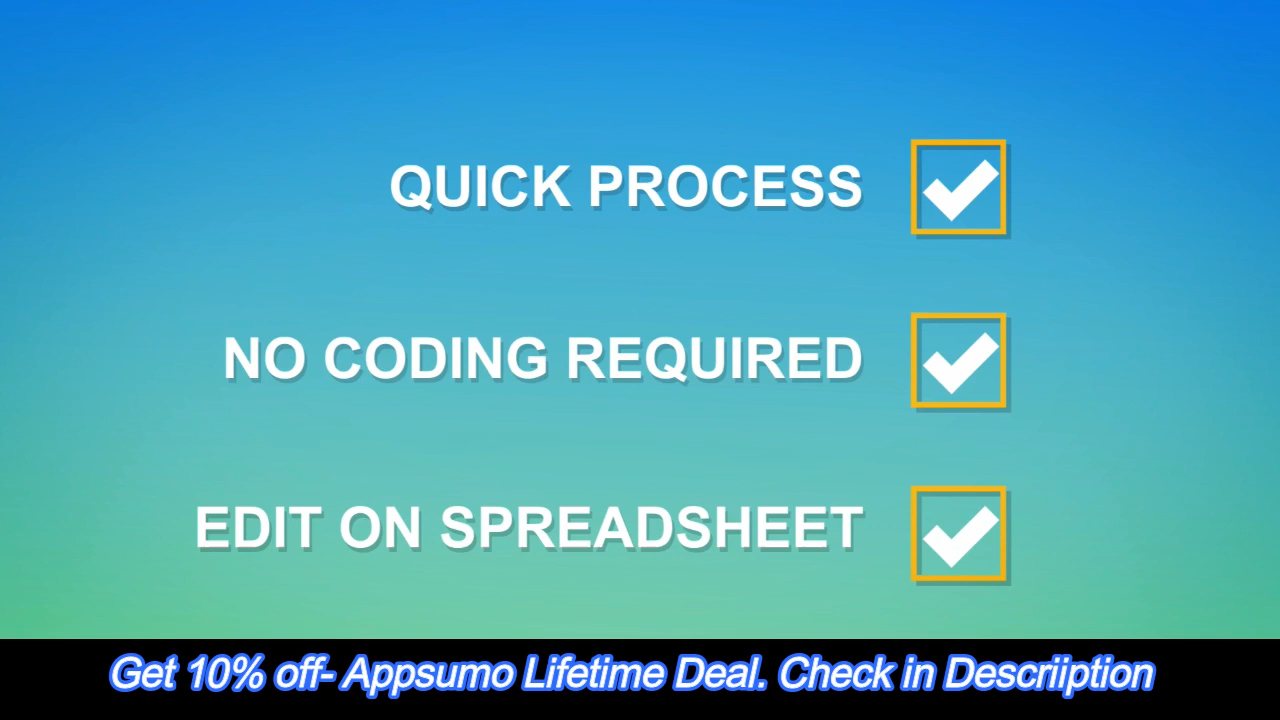 QUICK PROCESS
NO CODING REQUIRED
EDIT ON SPREADSHEET
Get 10% off- Appsumo Lifetime Deal. Check in Descriiption